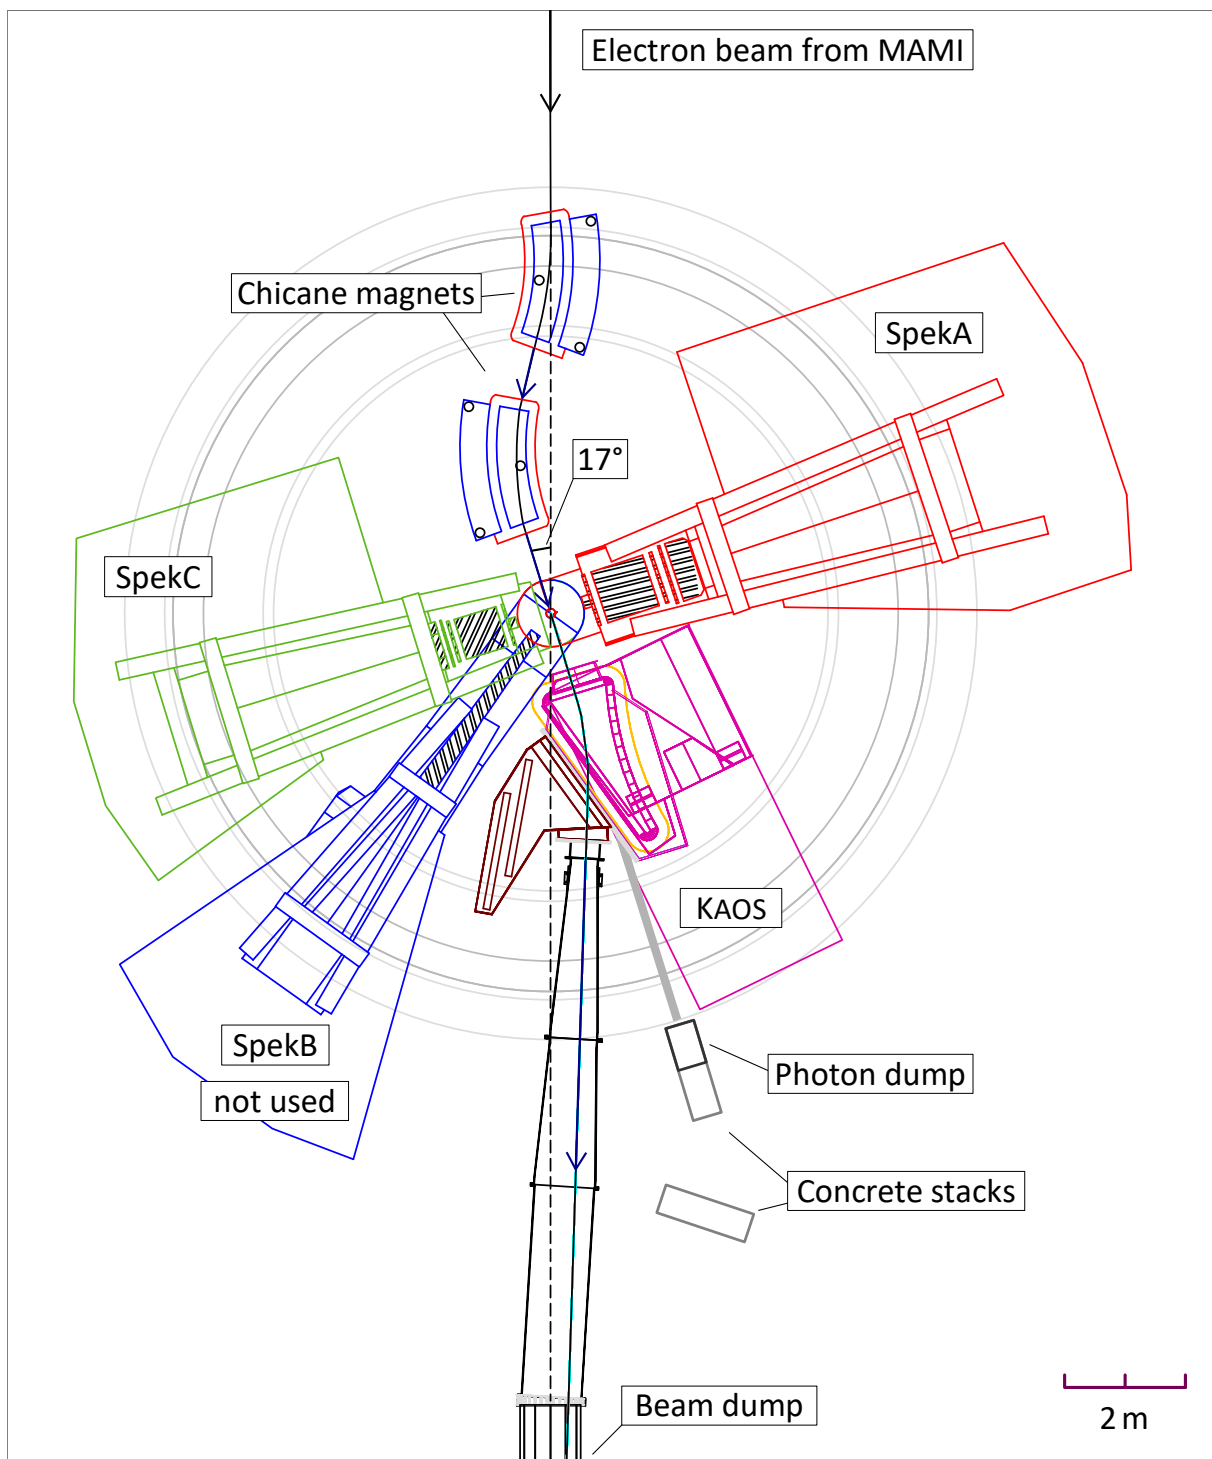 Electron beam from MAMI
Chicane magnets
SpekA
17°
SpekC
KAOS
SpekB
not used
Photon dump
Concrete stacks
Beam dump
2 m